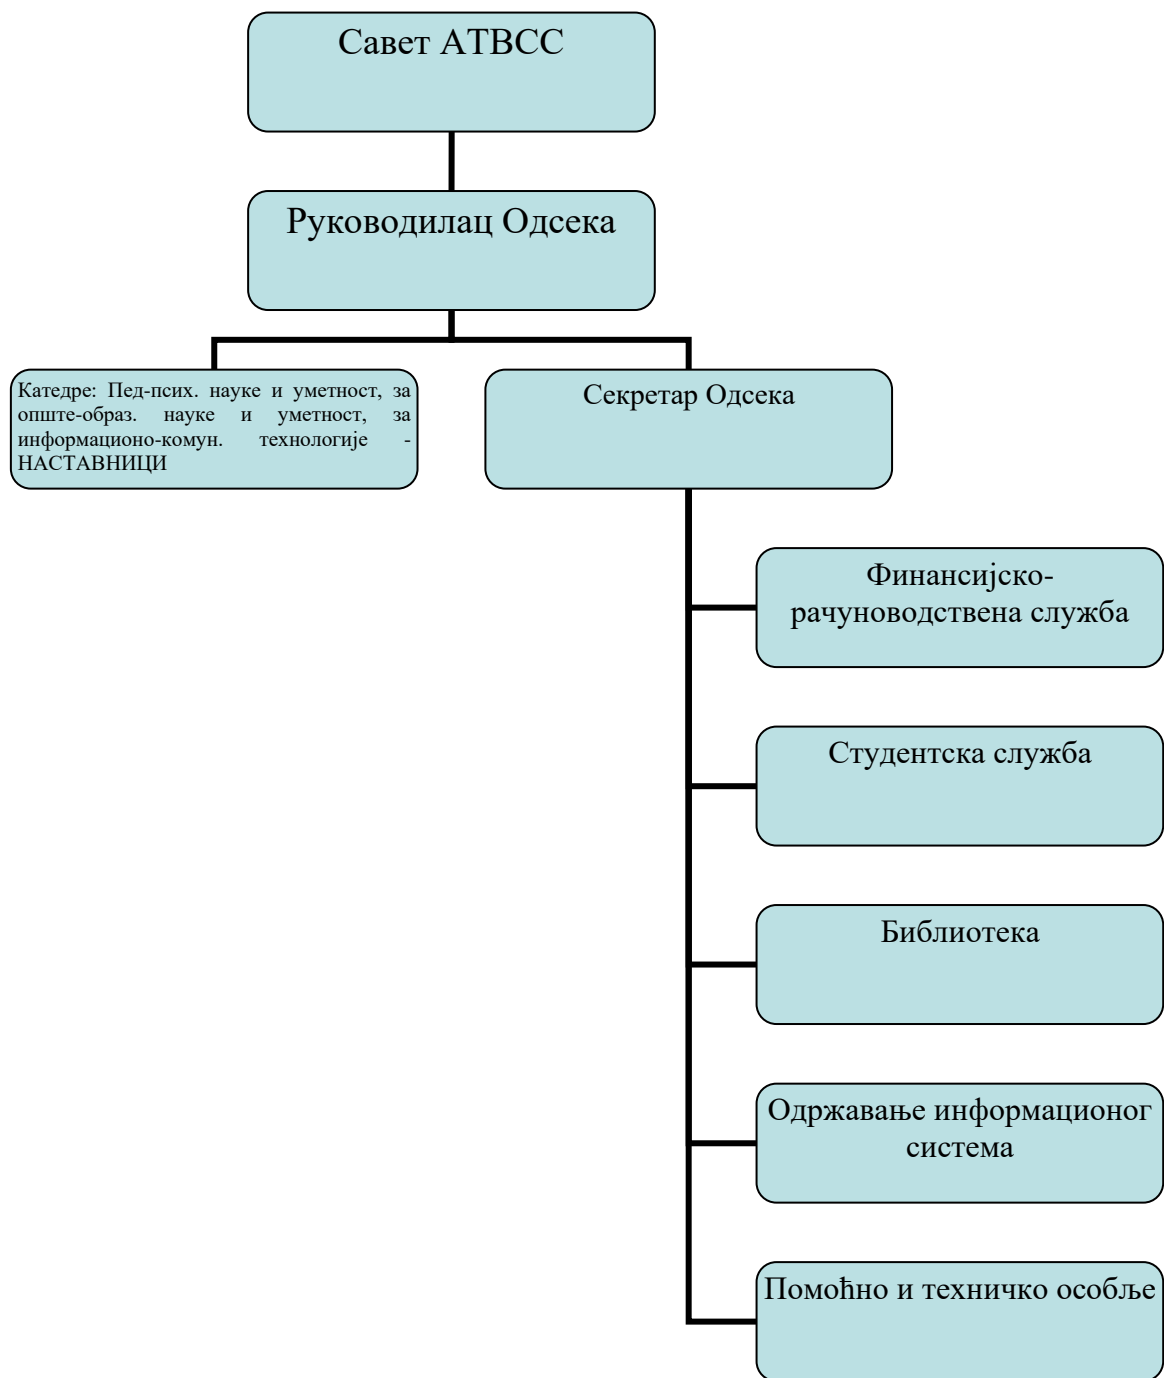 Савет АТВСС
Руководилац Одсека
Катедре: Пед-псих. науке и уметност, за
опште-образ. науке и уметност, за
информационо-комун. технологије -
НАСТАВНИЦИ
Секретар Одсека
Финансијско-
рачуноводствена служба
Студентска служба
Библиотека
Одржавање информационог
система
Помоћно и техничко особље